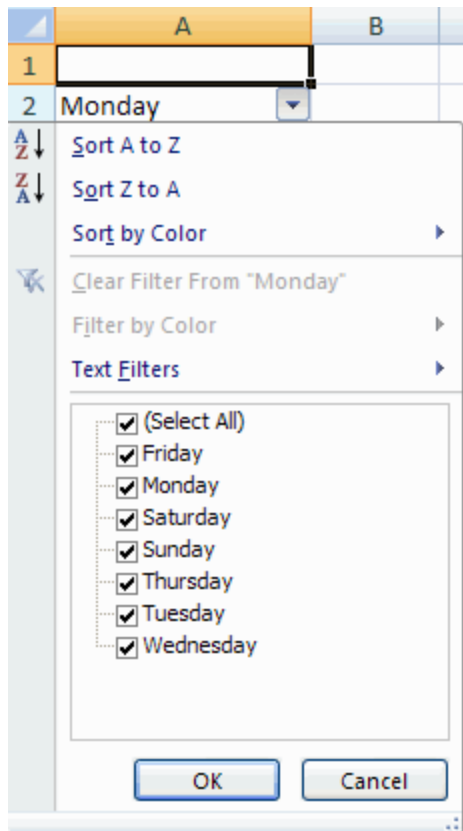 A B
1
2 Monday
Sort A to Z
Sort Z to A
Sort by Color
Clear Filter From "Monday"
Filter by Color
Text Filters
(Select All)
Friday
Monday
Saturday
Sunday
Thursday
Tuesday
Wednesday
OK Cancel